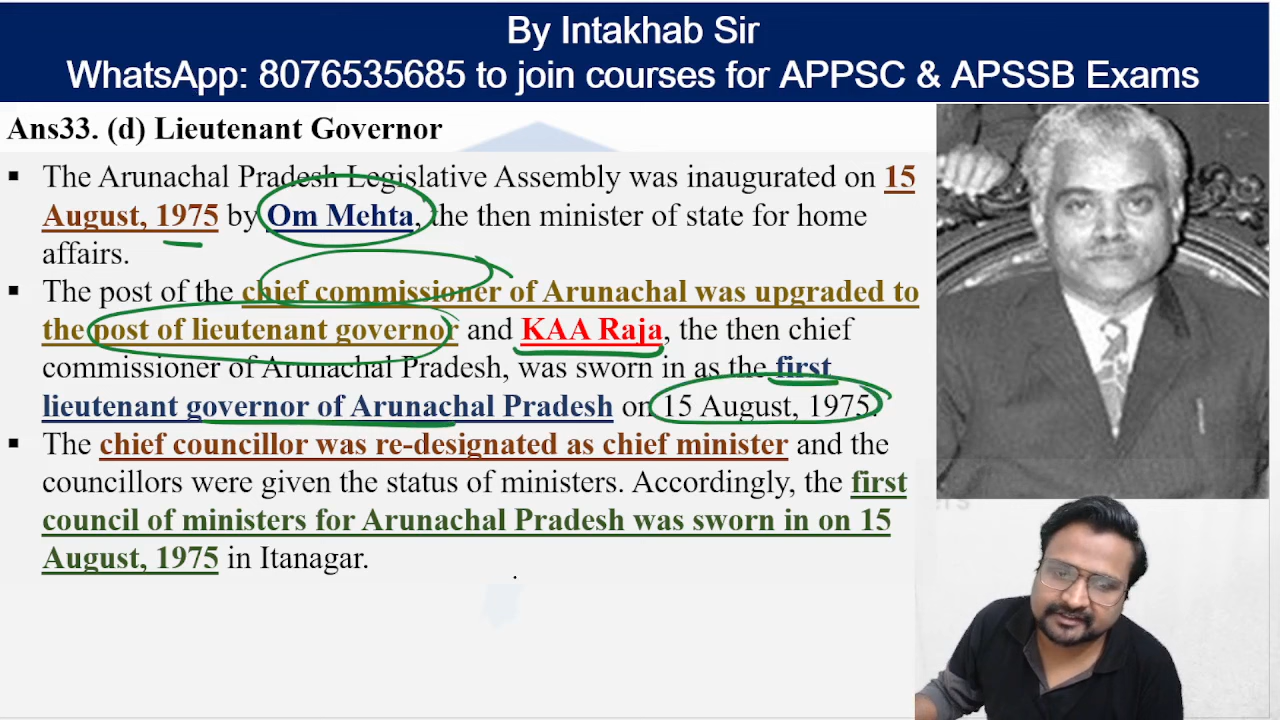 By Intakhab Sir
WhatsApp: 8076535685 to join courses for APPSC & APSSB Exams
Ans33. (d) Lieutenant Governor
▪ The Arunachal Pradesh Legislative Assembly was inaugurated on 15
August, 1975 by Om Mehta, the then minister of state for home
affairs.
▪ The post of the chief commissioner of Arunachal was upgraded to
the post of lieutenant governor and KAA Raja, the then chief
commissioner of Arunachal Pradesh, was sworn in as the first
lieutenant governor of Arunachal Pradesh on 15 August, 1975.
▪ The chief councillor was re-designated as chief minister and the
councillors were given the status of ministers. Accordingly, the first
council of ministers for Arunachal Pradesh was sworn in on 15
August, 1975 in Itanagar.